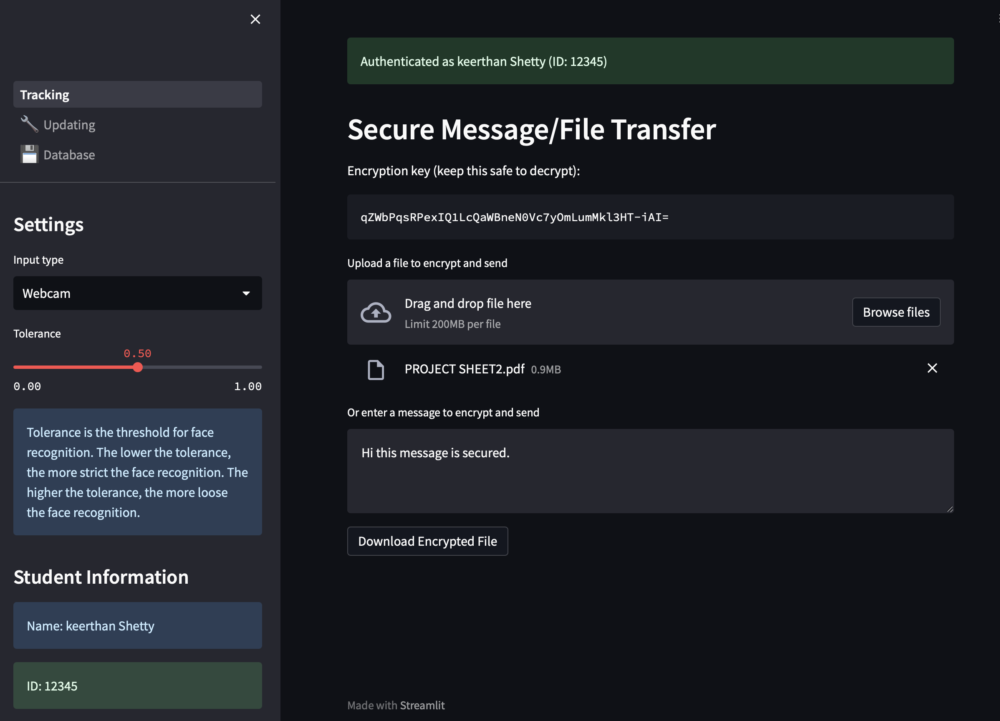 Tracking
Updating
Database
Settings
Input type
Webcam
Tolerance
0.50
0.00 1.00
Tolerance is the threshold for face
recognition. The lower the tolerance,
the more strict the face recognition. The
higher the tolerance, the more loose
the face recognition.
Student Information
Name: keerthan Shetty
ID: 12345
Authenticated as keerthan Shetty (ID: 12345)
Secure Message/File Transfer
Encryption key (keep this safe to decrypt):
qZWbPqsRPexIQ1LcQaWBneN0Vc7yOmLumMkl3HT-iAI=
Upload a file to encrypt and send
Drag and drop file here
Limit 200MB per file
Browse files
PROJECT SHEET2.pdf 0.9MB
Or enter a message to encrypt and send
Hi this message is secured.
Download Encrypted File
Made with Streamlit